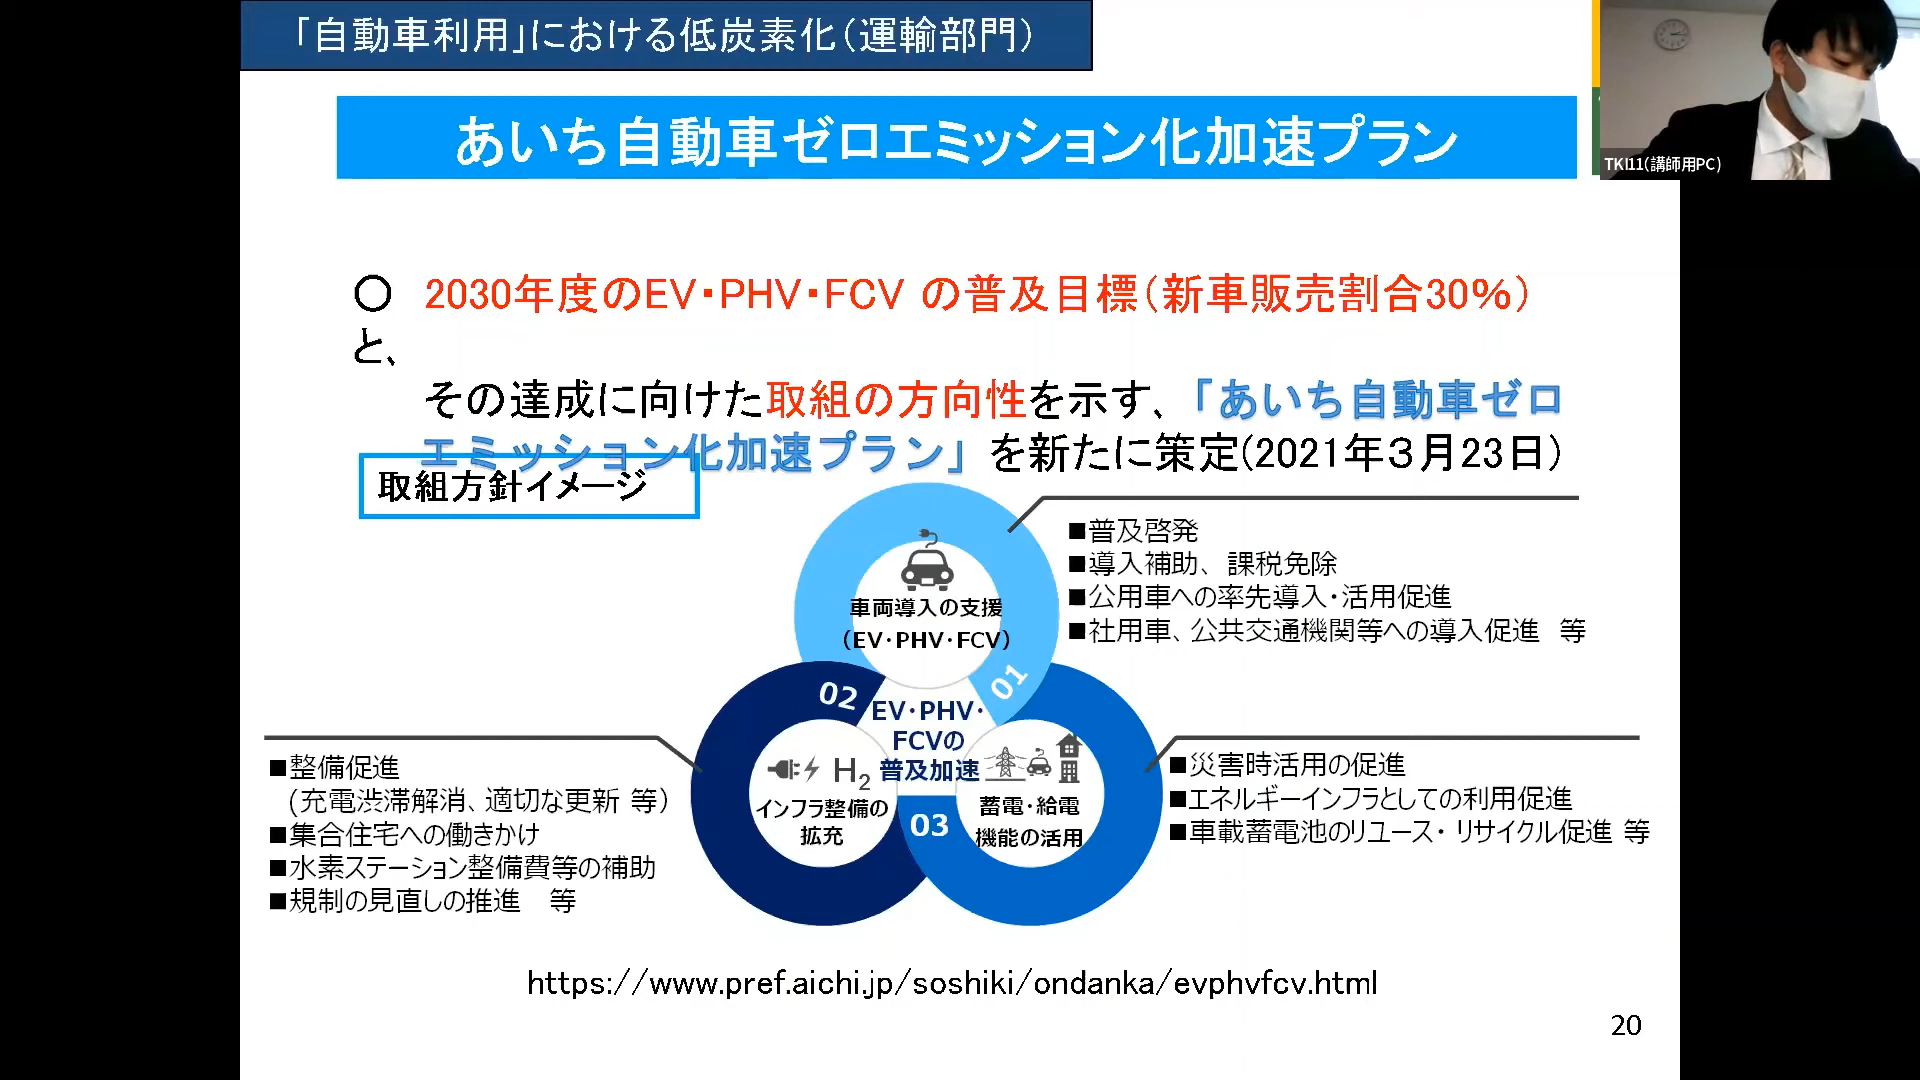 「自動車利用」における低炭素化（運輸部門）
TKI11(講師用PC)
あいち自動車ゼロエミッション化加速プラン
○ 2030年度のEV・PHV・FCV の普及目標（新車販売割合30％）
と、
その達成に向けた取組の方向性を示す、「あいち自動車ゼロ
エミッション化加速プラン」を新たに策定(2021年３月23日)
取組方針イメージ
■普及啓発
■導入補助、課税免除
■公用車への率先導入・活用促進
■社用車、公共交通機関等への導入促進 等
車両導入の支援
（EV・PHV・FCV）
01
02
EV・PHV・
FCVの
普及加速
■整備促進
（充電渋滞解消、適切な更新 等）
■集合住宅への働きかけ
■水素ステーション整備費等の補助
■規制の見直しの推進 等
H2
インフラ整備の
拡充
03
蓄電・給電
機能の活用
■災害時活用の促進
■エネルギーインフラとしての利用促進
■車載蓄電池のリユース・リサイクル促進 等
https://www.pref.aichi.jp/soshiki/ondanka/evphvfcv.html
20